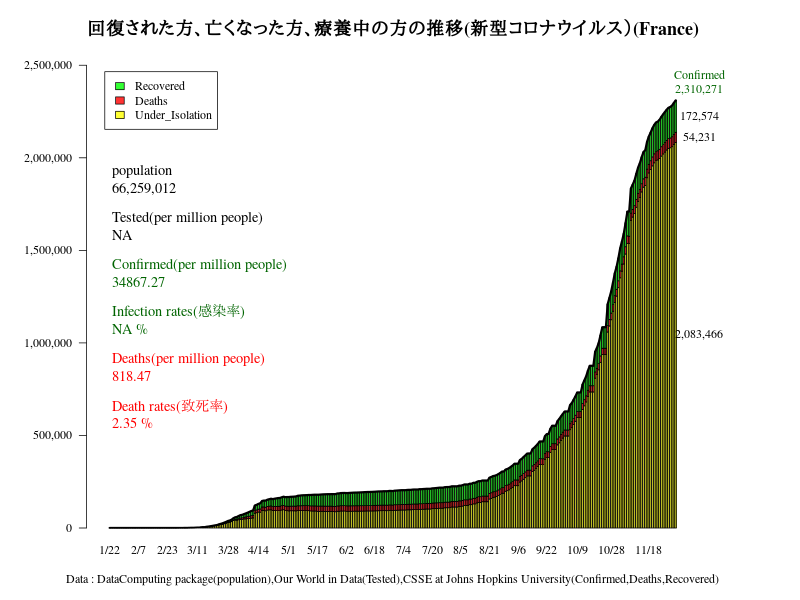 回復された方、亡くなった方、療養中の方の推移(新型コロナウイルス)(France)
Confirmed
2,310,271
172,574
54,231
2,083,466
2,500,000
2,000,000
1,500,000
1,000,000
500,000
0
Recovered
Deaths
Under_Isolation
population
66,259,012
Tested(per million people)
NA
Confirmed(per million people)
34867.27
Infection rates(感染率)
NA %
Deaths(per million people)
818.47
Death rates(致死率)
2.35 %
1/22 2/7 2/23 3/11 3/28 4/14 5/1 5/17 6/2 6/18 7/4 7/20 8/5 8/21 9/6 9/22 10/9 10/28 11/18
Data : DataComputing package(population),Our World in Data(Tested),CSSE at Johns Hopkins University(Confirmed,Deaths,Recovered)